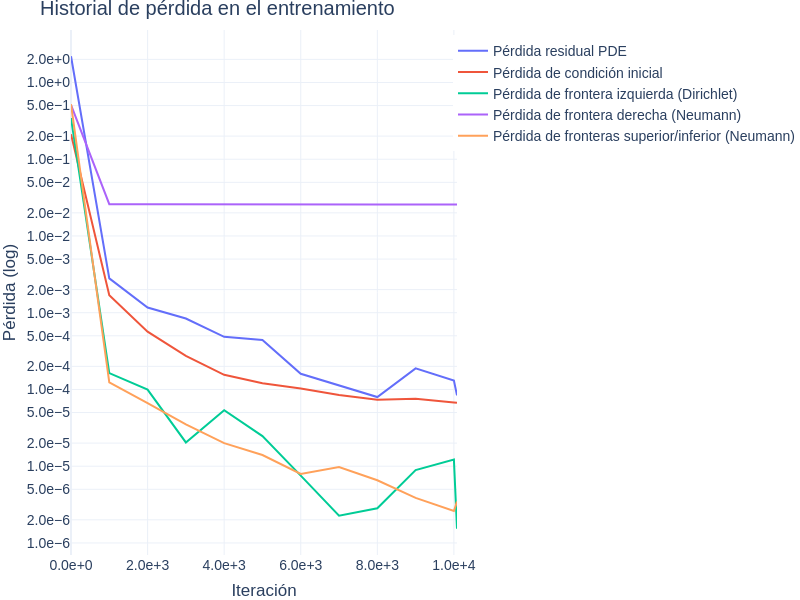 Historial de pérdida en el entrenamiento
Pérdida residual PDE
Pérdida de condición inicial
Pérdida de frontera izquierda (Dirichlet)
Pérdida de frontera derecha (Neumann)
Pérdida de fronteras superior/inferior (Neumann)
Pérdida (log)
2.0e+0
1.0e+0
5.0e−1
2.0e−1
1.0e−1
5.0e−2
2.0e−2
1.0e−2
5.0e−3
2.0e−3
1.0e−3
5.0e−4
2.0e−4
1.0e−4
5.0e−5
2.0e−5
1.0e−5
5.0e−6
2.0e−6
1.0e−6
0.0e+0 2.0e+3 4.0e+3 6.0e+3 8.0e+3 1.0e+4
Iteración